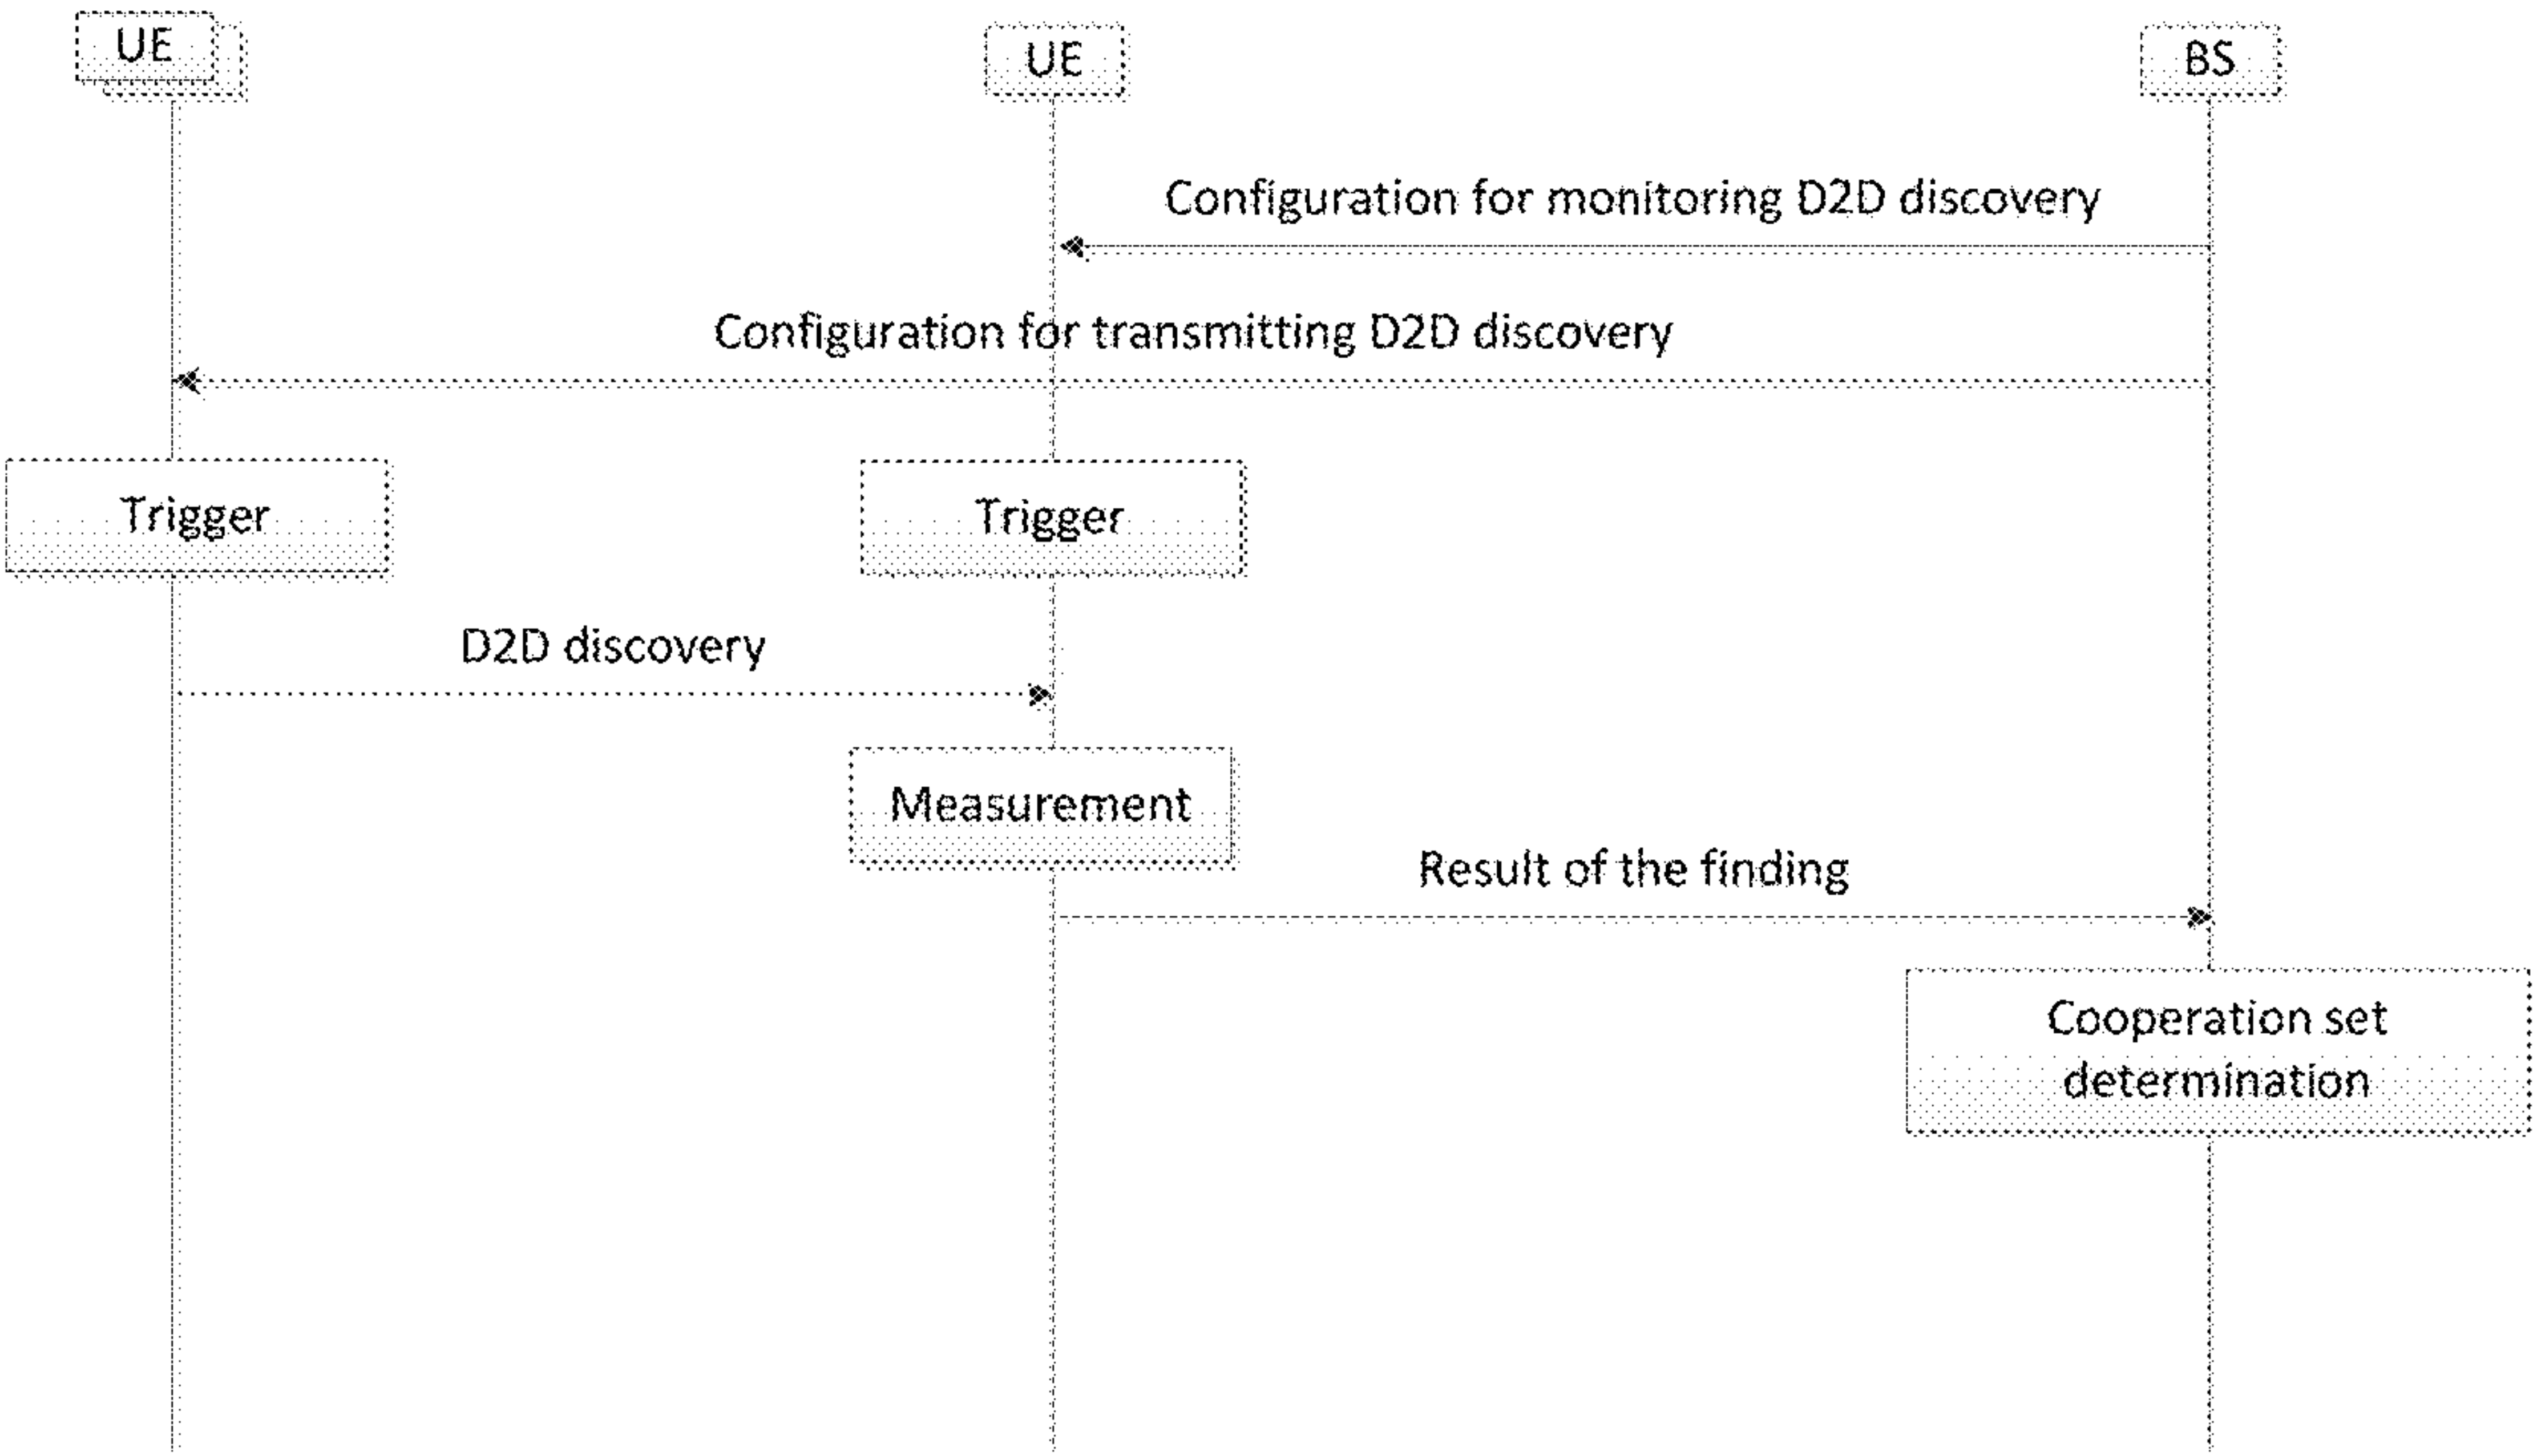 UE
UE
BS
Configuration for monitoring D2D discovery
Configuration for transmitting D2D discovery
Trigger
Trigger
D2D discovery
Measurement
Result of the finding
Cooperation set
determination